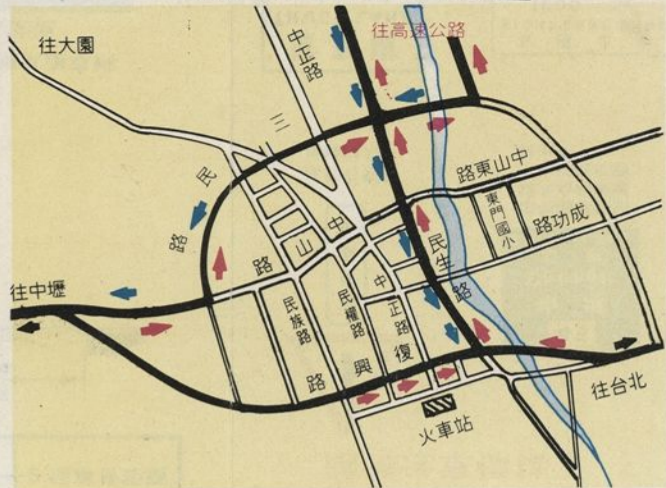 往大園
中正路
往高速公路
三民路
路東山中
東門國小
路功成
路山中
民生路
往中壢
民族路
民權路
中正路
路興復
往台北
火車站